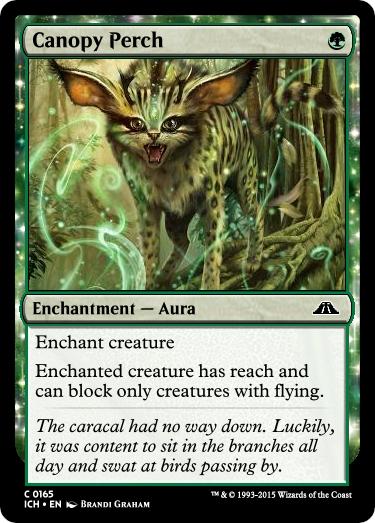 Canopy Perch
Enchantment — Aura
Enchant creature
Enchanted creature has reach and
can block only creatures with flying.
The caracal had no way down. Luckily,
it was content to sit in the branches all
day and swat at birds passing by.
C 0165
ICH • EN Brandi Graham
™ & © 1993-2015 Wizards of the Coast